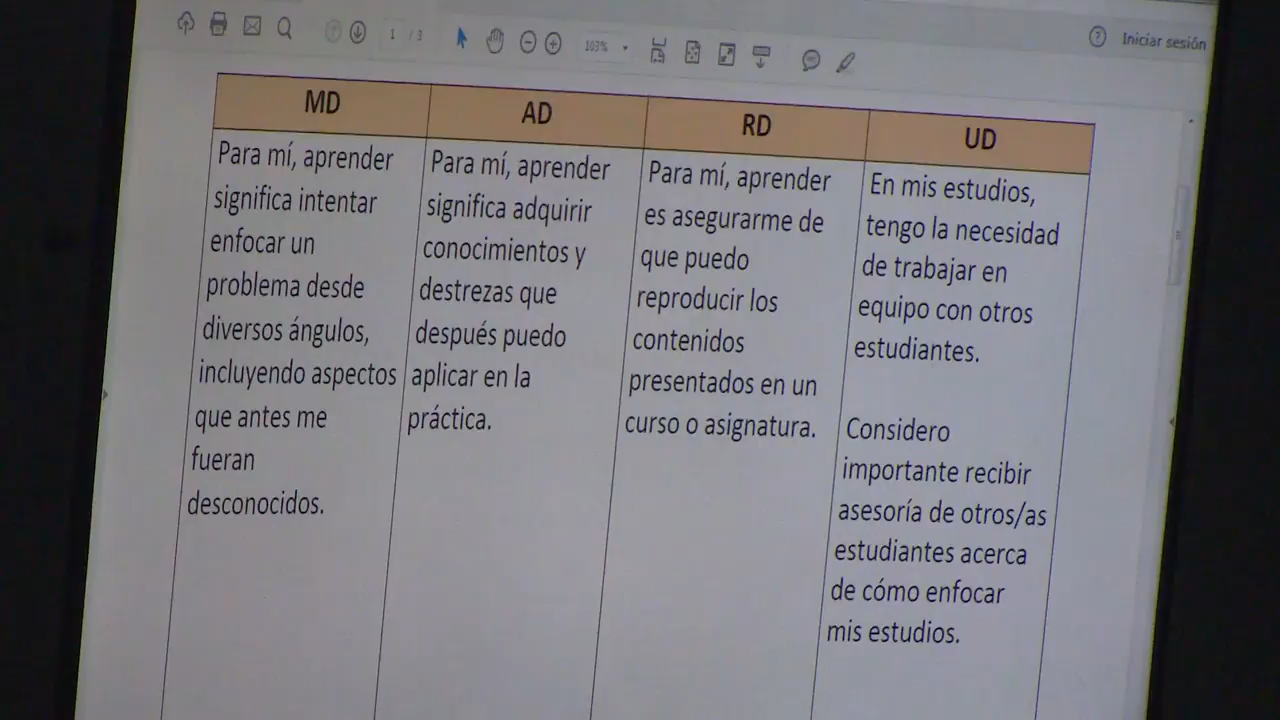 1 / 3
103%
Iniciar sesión
MD
AD
RD
UD
Para mí, aprender
significa intentar
enfocar un
problema desde
diversos ángulos,
incluyendo aspectos
que antes me
fueran
desconocidos.
Para mí, aprender
significa adquirir
conocimientos y
destrezas que
después puedo
aplicar en la
práctica.
Para mí, aprender
es asegurarme de
que puedo
reproducir los
contenidos
presentados en un
curso o asignatura.
En mis estudios,
tengo la necesidad
de trabajar en
equipo con otros
estudiantes.
Considero
importante recibir
asesoría de otros/as
estudiantes acerca
de cómo enfocar
mis estudios.